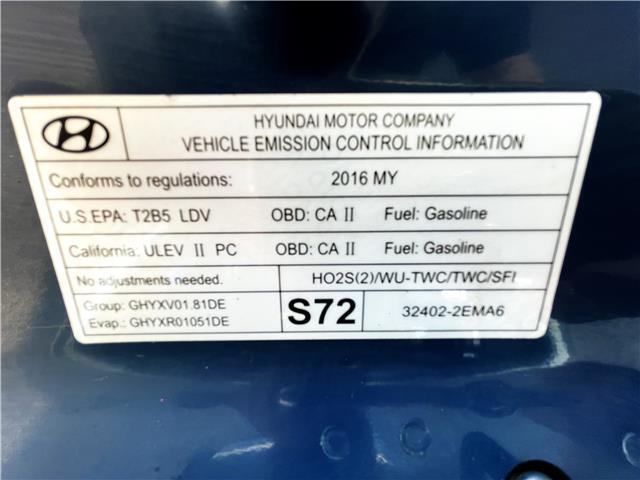 HYUNDAI MOTOR COMPANY
VEHICLE EMISSION CONTROL INFORMATION
Conforms to regulations: 2016 MY
U.S.EPA: T2B5 LDV OBD: CA II Fuel: Gasoline
California: ULEV II PC OBD: CA II Fuel: Gasoline
No adjustments needed. HO2S(2)/WU-TWC/TWC/SFI
Group: GHYXV01.81DE
Evap.: GHYXR01051DE
S72
32402-2EMA6